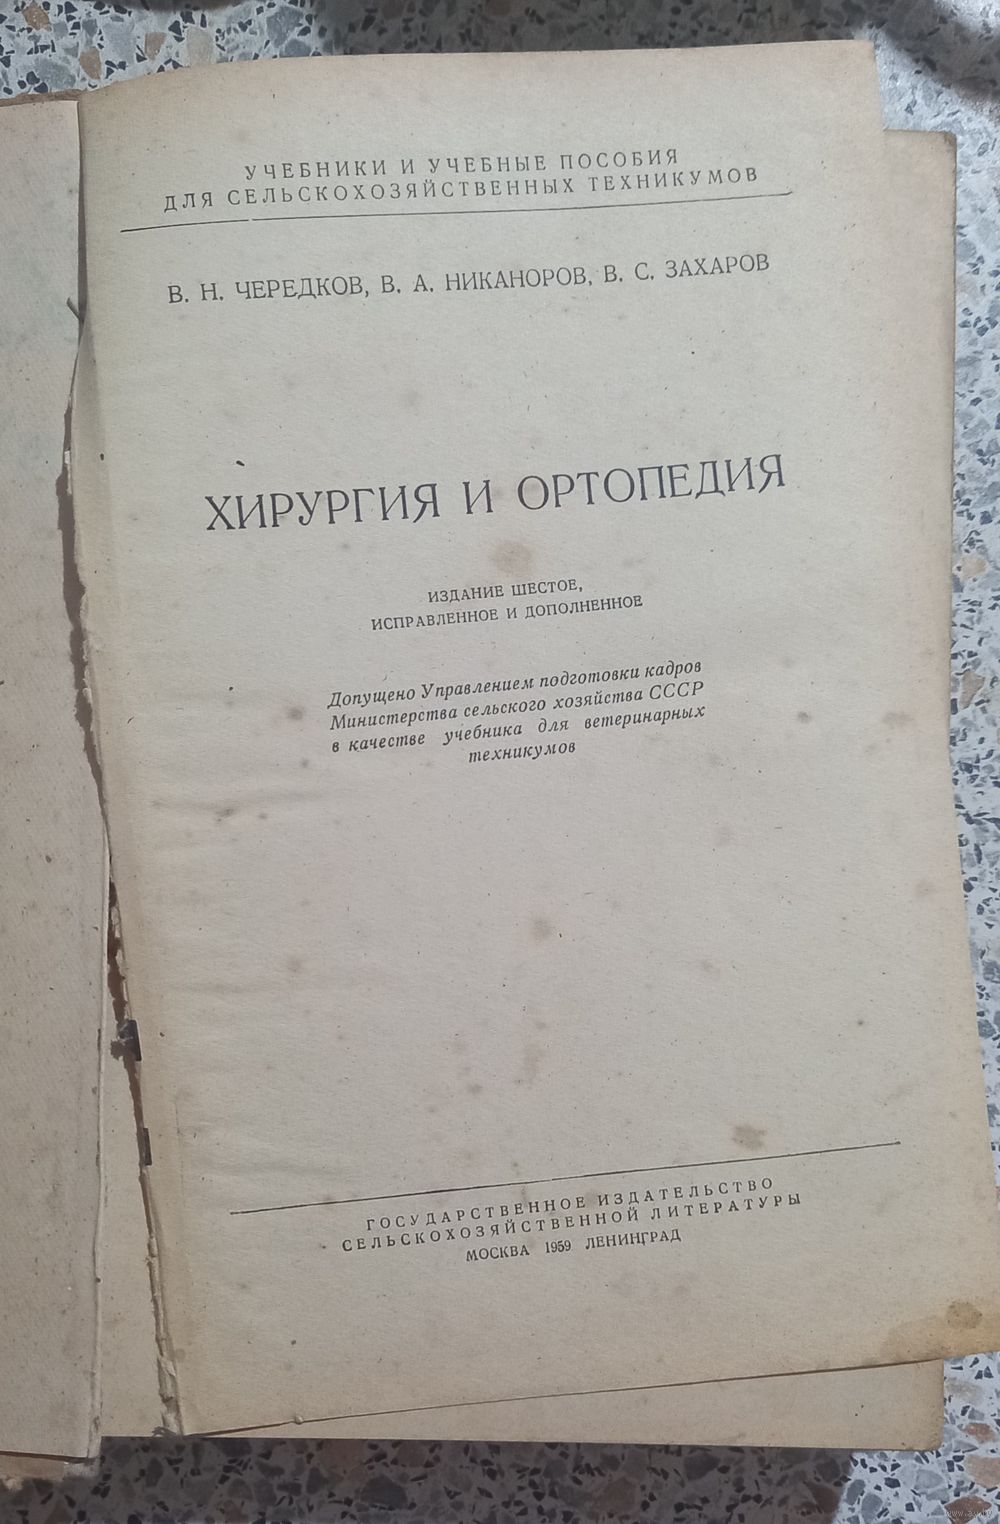 УЧЕБНИКИ И УЧЕБНЫЕ ПОСОБИЯ
ДЛЯ СЕЛЬСКОХОЗЯЙСТВЕННЫХ ТЕХНИКУМОВ
В. Н. ЧЕРЕДКОВ, В. А. НИКАНОРОВ, В. С. ЗАХАРОВ
ХИРУРГИЯ И ОРТОПЕДИЯ
ИЗДАНИЕ ШЕСТОЕ,
ИСПРАВЛЕННОЕ И ДОПОЛНЕННОЕ
Допущено Управлением подготовки кадров
Министерства сельского хозяйства СССР
в качестве учебника для ветеринарных
техникумов
ГОСУДАРСТВЕННОЕ ИЗДАТЕЛЬСТВО
СЕЛЬСКОХОЗЯЙСТВЕННОЙ ЛИТЕРАТУРЫ
МОСКВА 1959 ЛЕНИНГРАД